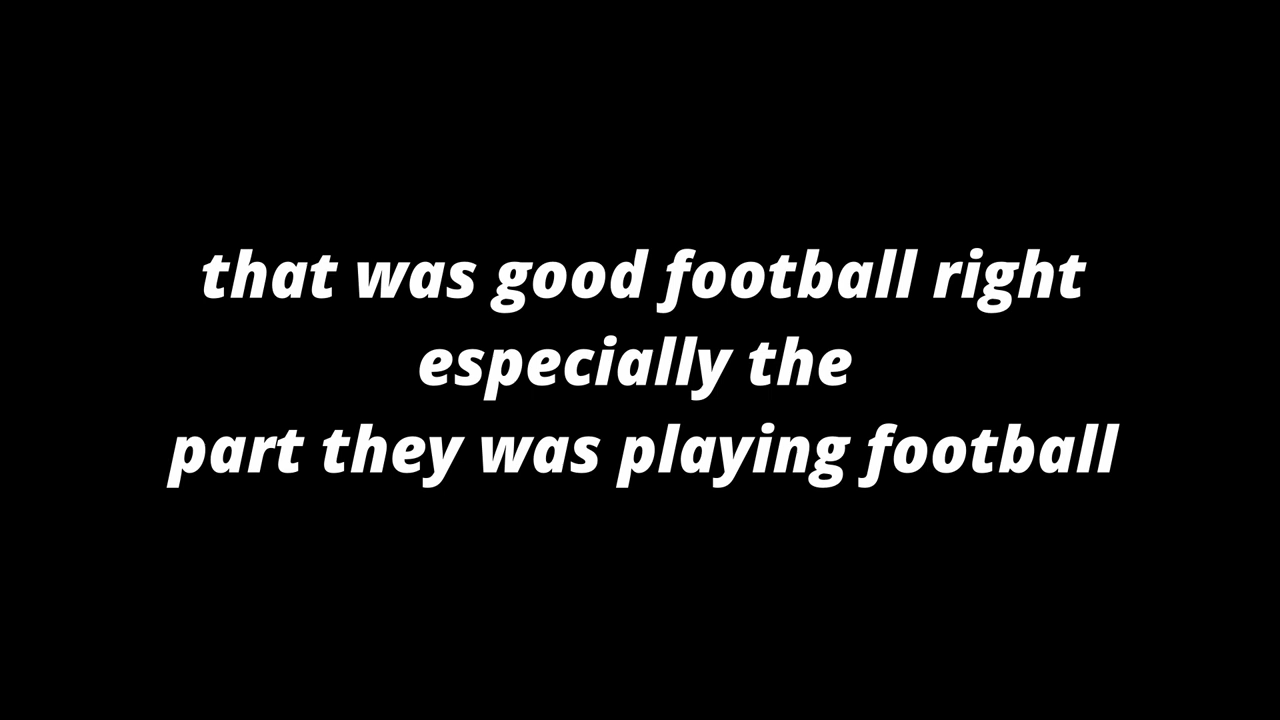 that was good football right
especially the
part they was playing football